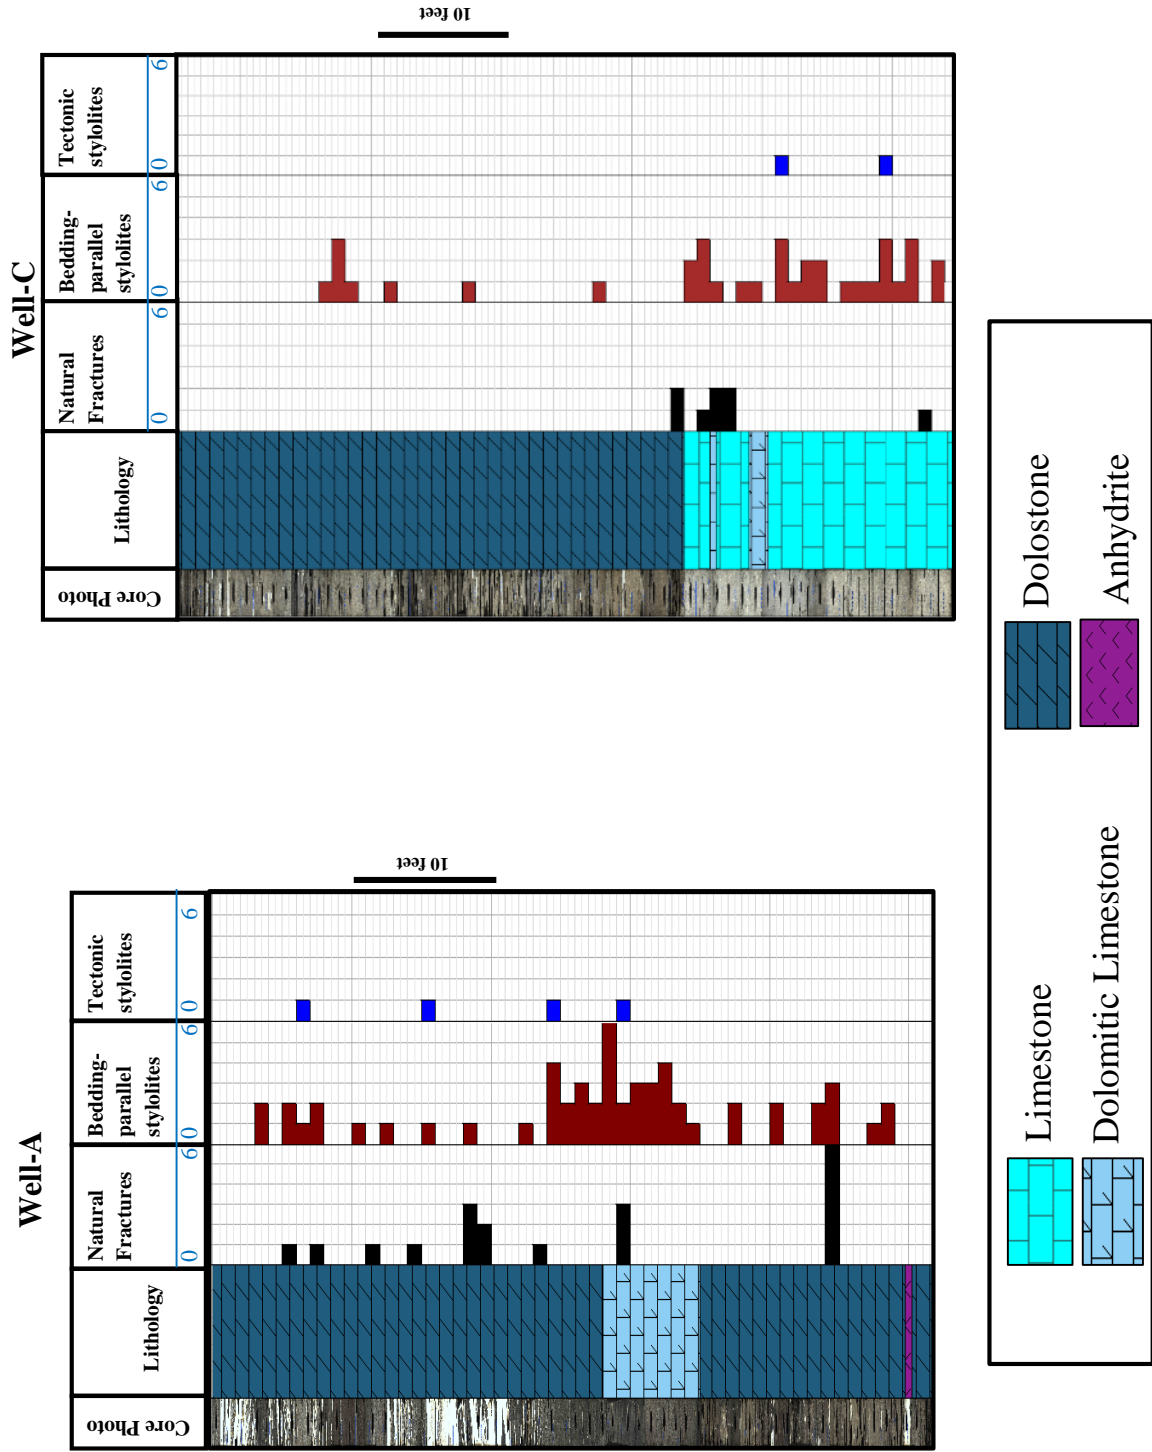 10 feet
Well-C
Tectonic
stylolites
0 6
Bedding-
parallel
stylolites
0 6
Natural
Fractures
0 6
Lithology
Core Photo
10 feet
Well-A
Tectonic
stylolites
0 6
Bedding-
parallel
stylolites
0 6
Natural
Fractures
0 6
Lithology
Core Photo
Limestone
Dolostone
Dolomitic Limestone
Anhydrite